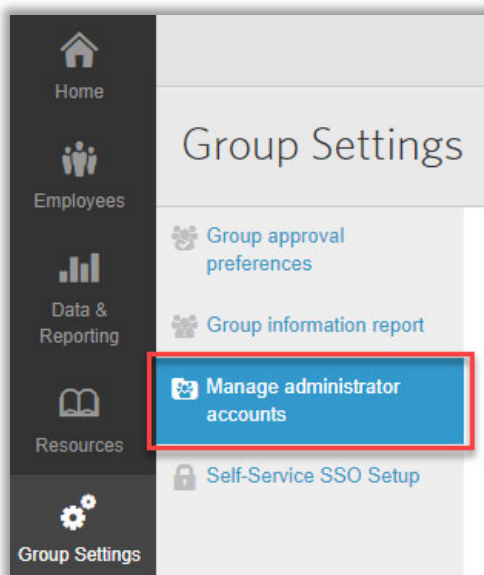 Home
Employees
Data &
Reporting
Resources
Group Settings
Group Settings
Group approval
preferences
Group information report
Manage administrator
accounts
Self-Service SSO Setup